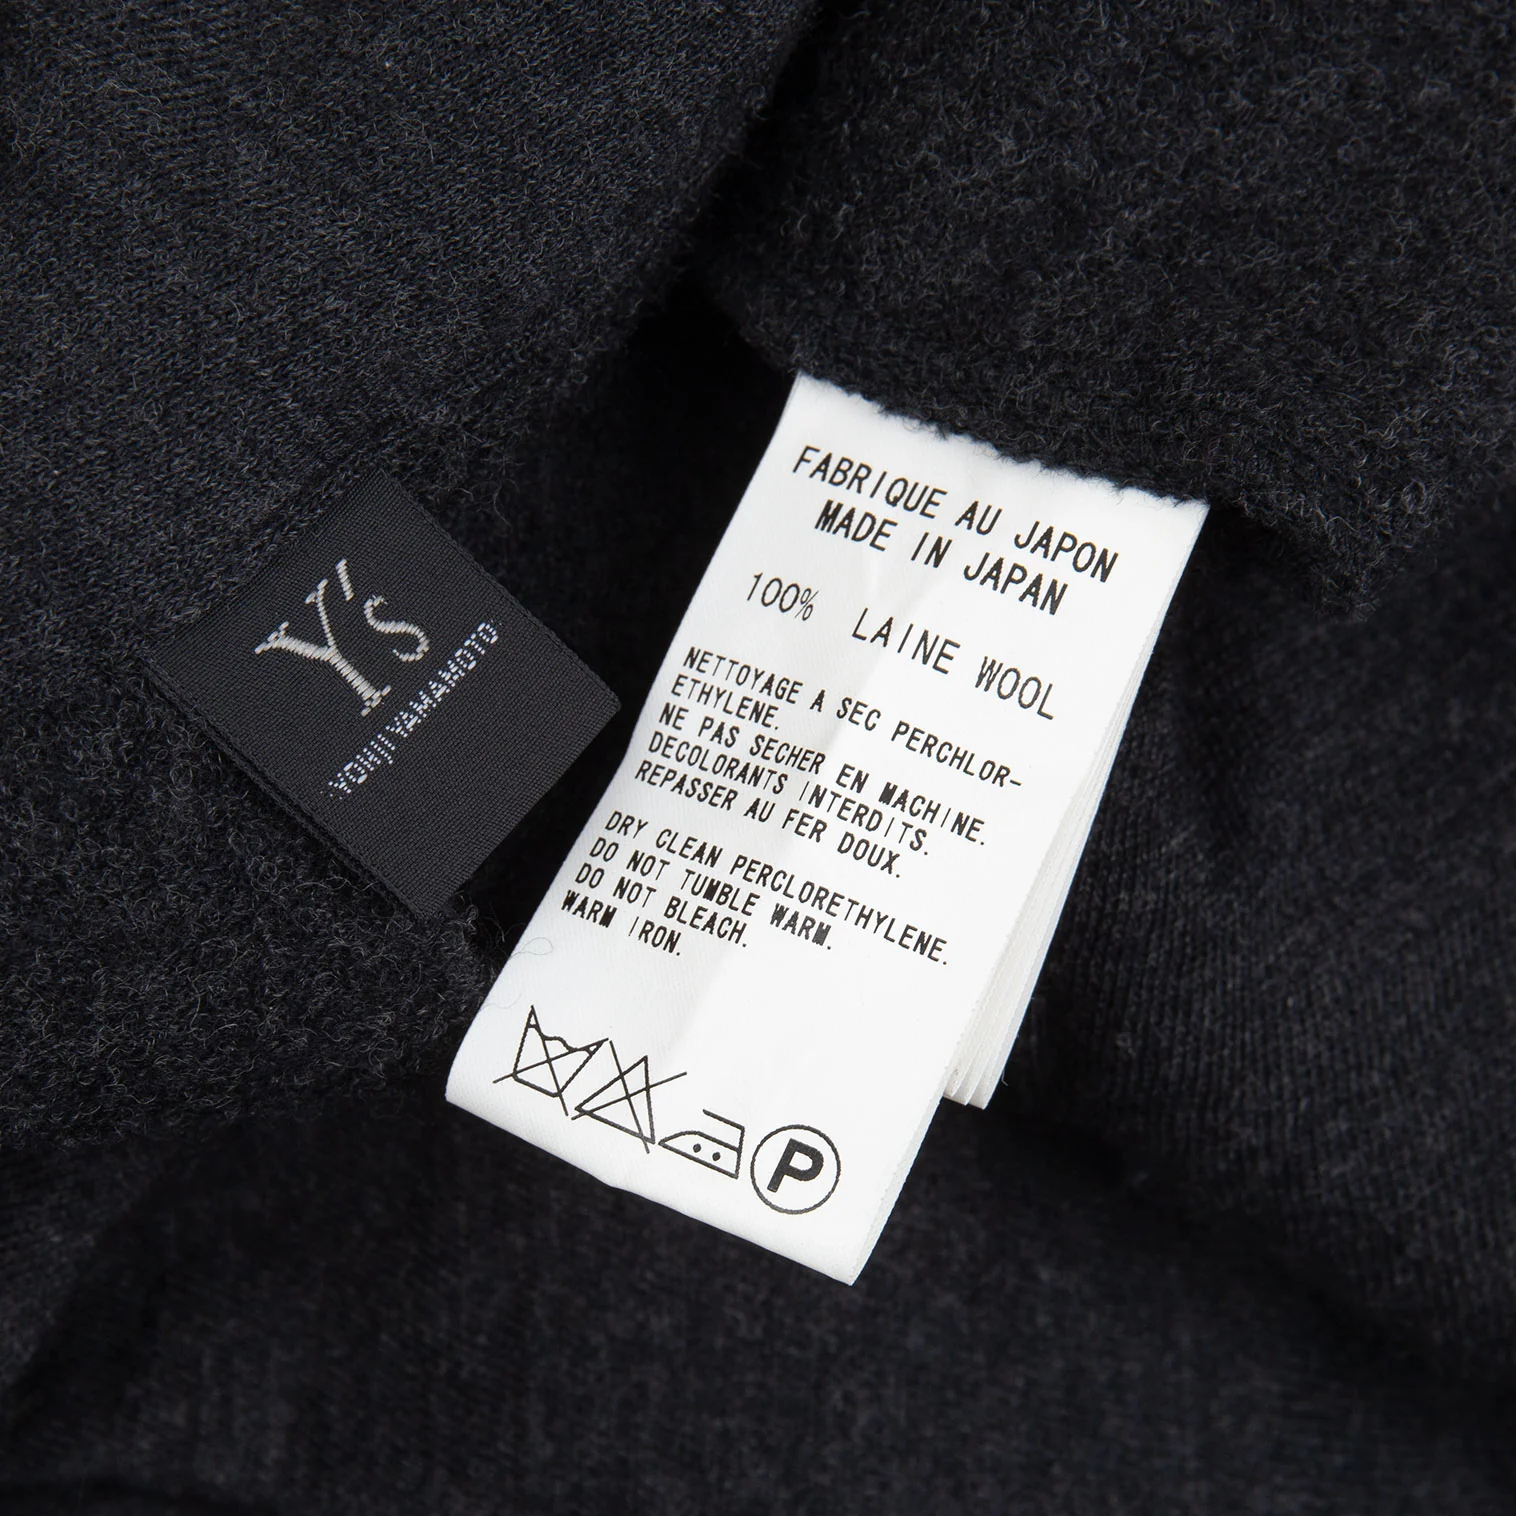 Y's
YOHJI YAMAMOTO
FABRIQUE AU JAPON
MADE IN JAPAN
100% LAINE WOOL
NETTOYAGE A SEC PERCHLOR-
ETHYLENE.
NE PAS SECHER EN MACHINE.
DECOLORANTS INTERDITS.
REPASSER AU FER DOUX.
DRY CLEAN PERCLORETHYLENE.
DO NOT TUMBLE WARM.
DO NOT BLEACH.
WARM IRON.
P